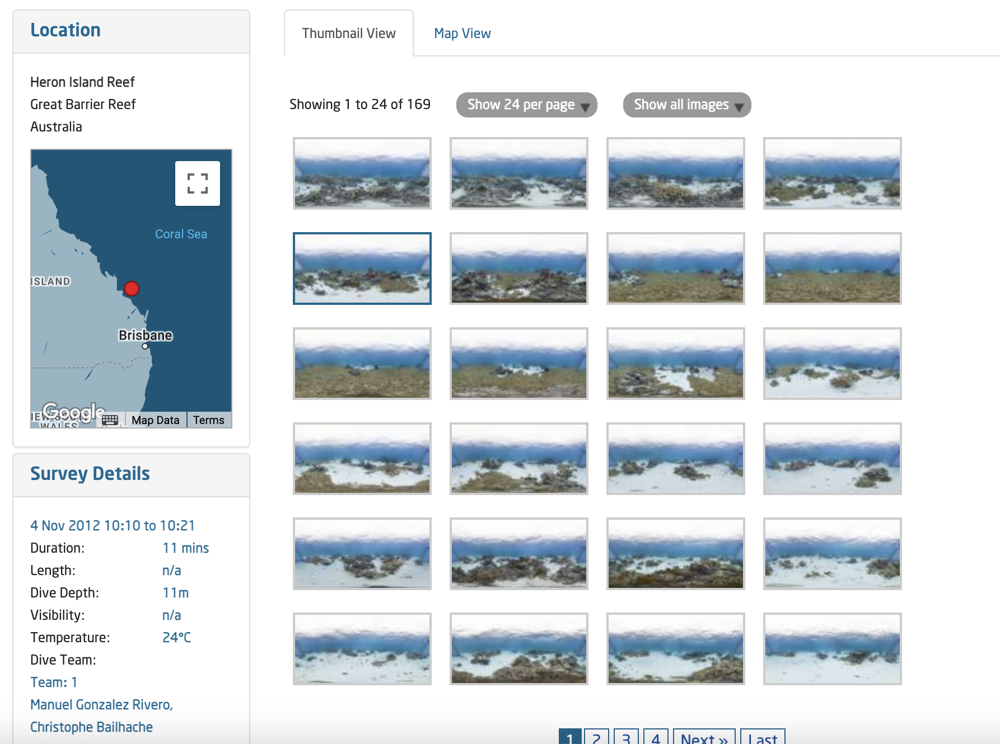 Location
Heron Island Reef
Great Barrier Reef
Australia
Coral Sea
ISLAND
Brisbane
Google
WALES
Map Data
Terms
Survey Details
4 Nov 2012 10:10 to 10:21
Duration: 11 mins
Length: n/a
Dive Depth: 11m
Visibility: n/a
Temperature: 24°C
Dive Team:
Team: 1
Manuel Gonzalez Rivero,
Christophe Bailhache
Thumbnail View
Map View
Showing 1 to 24 of 169
Show 24 per page
Show all images
1 2 3 4 Next » Last